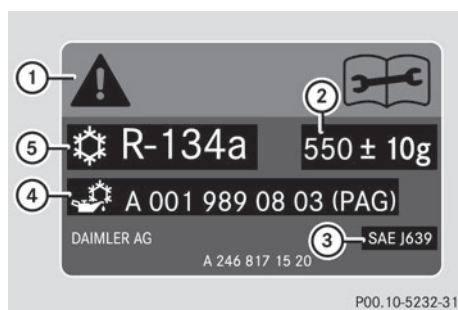 1
2
5 R-134a 550 ± 10g
4 A 001 989 08 03 (PAG)
DAIMLER AG 3 SAE J639
A 246 817 15 20
P00.10-5232-31